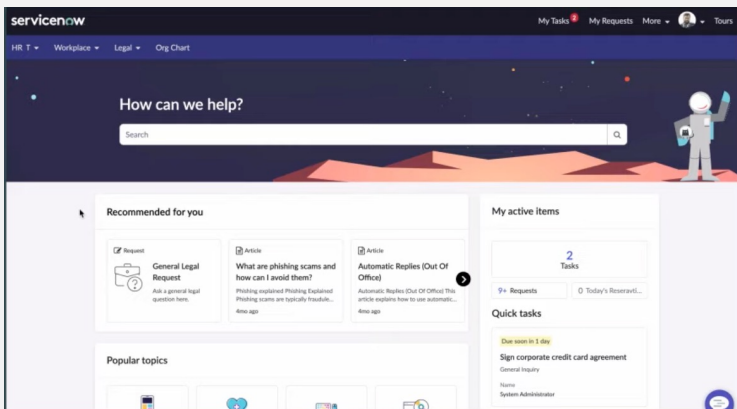 servicenow
My Tasks 2 My Requests More Tours
HR T Workplace Legal Org Chart
How can we help?
Search
Recommended for you
Request
General Legal
Request
Ask a general legal
question here.
Article
What are phishing scams and
how can I avoid them?
Phishing explained Phishing Explained
Phishing scams are typically fraudule...
4mo ago
Article
Automatic Replies (Out Of
Office)
Automatic Replies (Out Of Office) This
article explains how to use automatic...
4mo ago
Popular topics
My active items
2
Tasks
9+ Requests
0 Today's Reseravti...
Quick tasks
Due soon in 1 day
Sign corporate credit card agreement
General Inquiry
Name
System Administrator